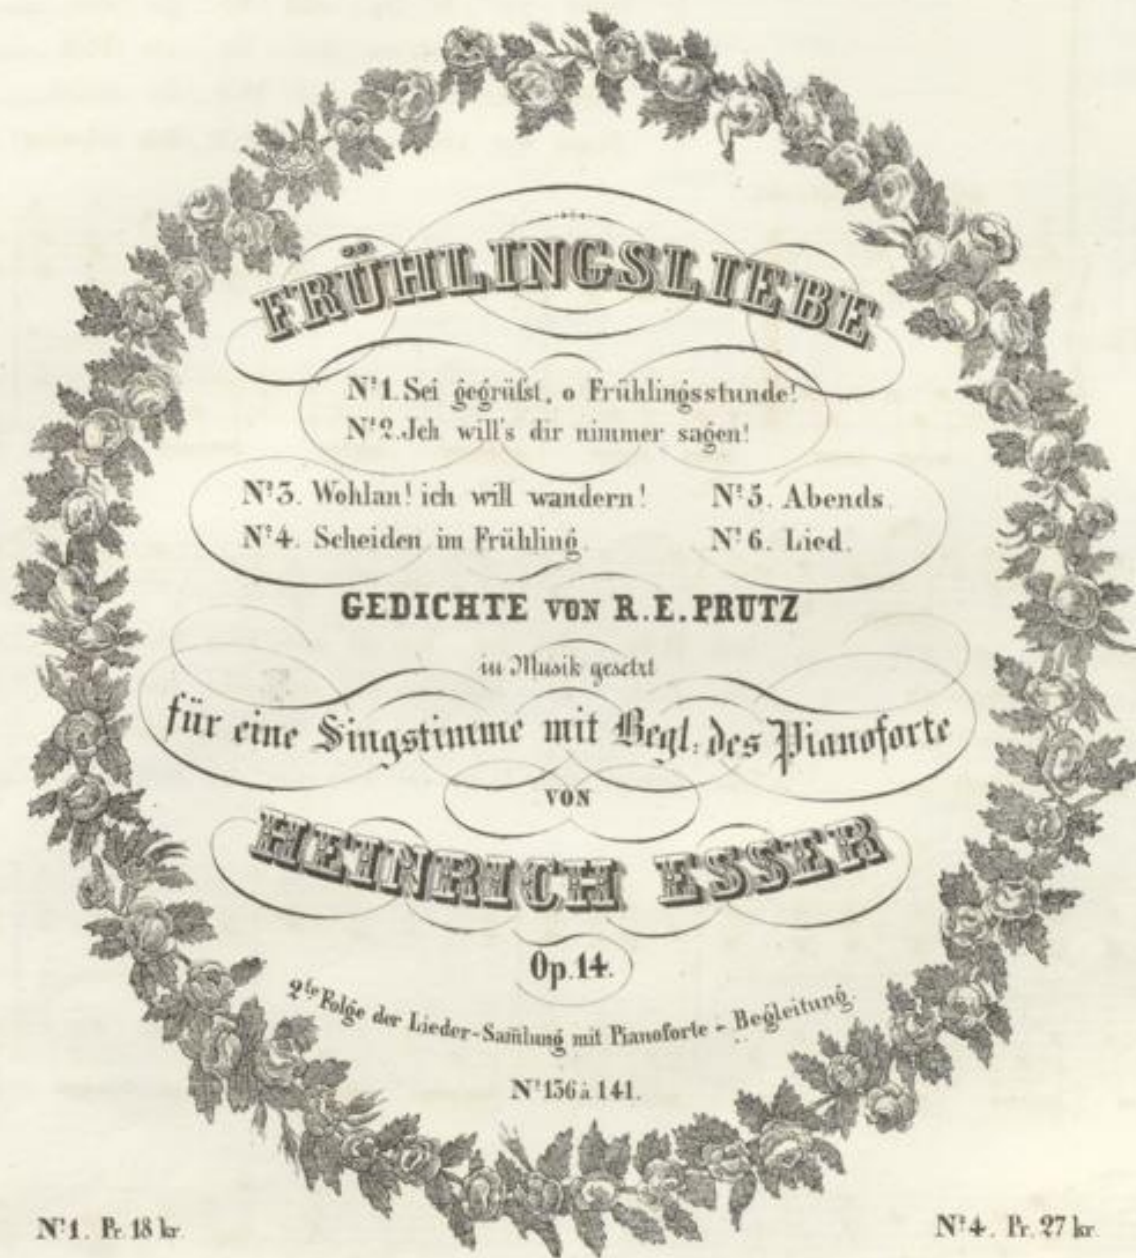 FRÜHLINGSLIEBE
Nº1. Sei gegrüſst, o Frühlingsstunde!
Nº2. Jch will's dir nimmer sagen!
Nº3. Wohlan! ich will wandern!
Nº4. Scheiden im Frühling.
Nº5. Abends.
Nº6. Lied.
GEDICHTE VON R. E. PRUTZ
in Musik gesetzt
für eine Singstimme mit Begl: des Pianoforte
VON
HEINRICH ESSER
Op. 14.
2te Folge der Lieder-Sam̄lung mit Pianoforte-Begleitung.
Nº136 à 141.
Nº1. Pr. 18 kr.
Nº4. Pr. 27 kr.